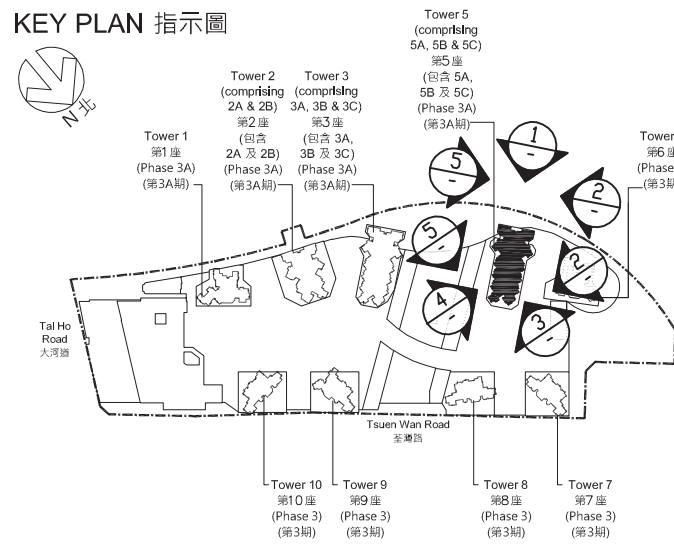 KEY PLAN 指示圖
N 北
Tower 1
第1座
(Phase 3A)
(第3A期)
Tower 2
(comprising
2A & 2B)
第2座
(包含
2A 及 2B)
(Phase 3A)
(第3A期)
Tower 3
(comprising
3A, 3B & 3C)
第3座
(包含 3A,
3B 及 3C)
(Phase 3A)
(第3A期)
Tower 5
(comprising
5A, 5B & 5C)
第5座
(包含 5A,
5B 及 5C)
(Phase 3A)
(第3A期)
Tower
第6座
(Phase
(第3期
1
-
5
-
2
-
5
-
2
-
4
-
3
-
Tai Ho
Road
大河道
Tsuen Wan Road
荃灣路
Tower 10
第10座
(Phase 3)
(第3期)
Tower 9
第9座
(Phase 3)
(第3期)
Tower 8
第8座
(Phase 3)
(第3期)
Tower 7
第7座
(Phase 3)
(第3期)